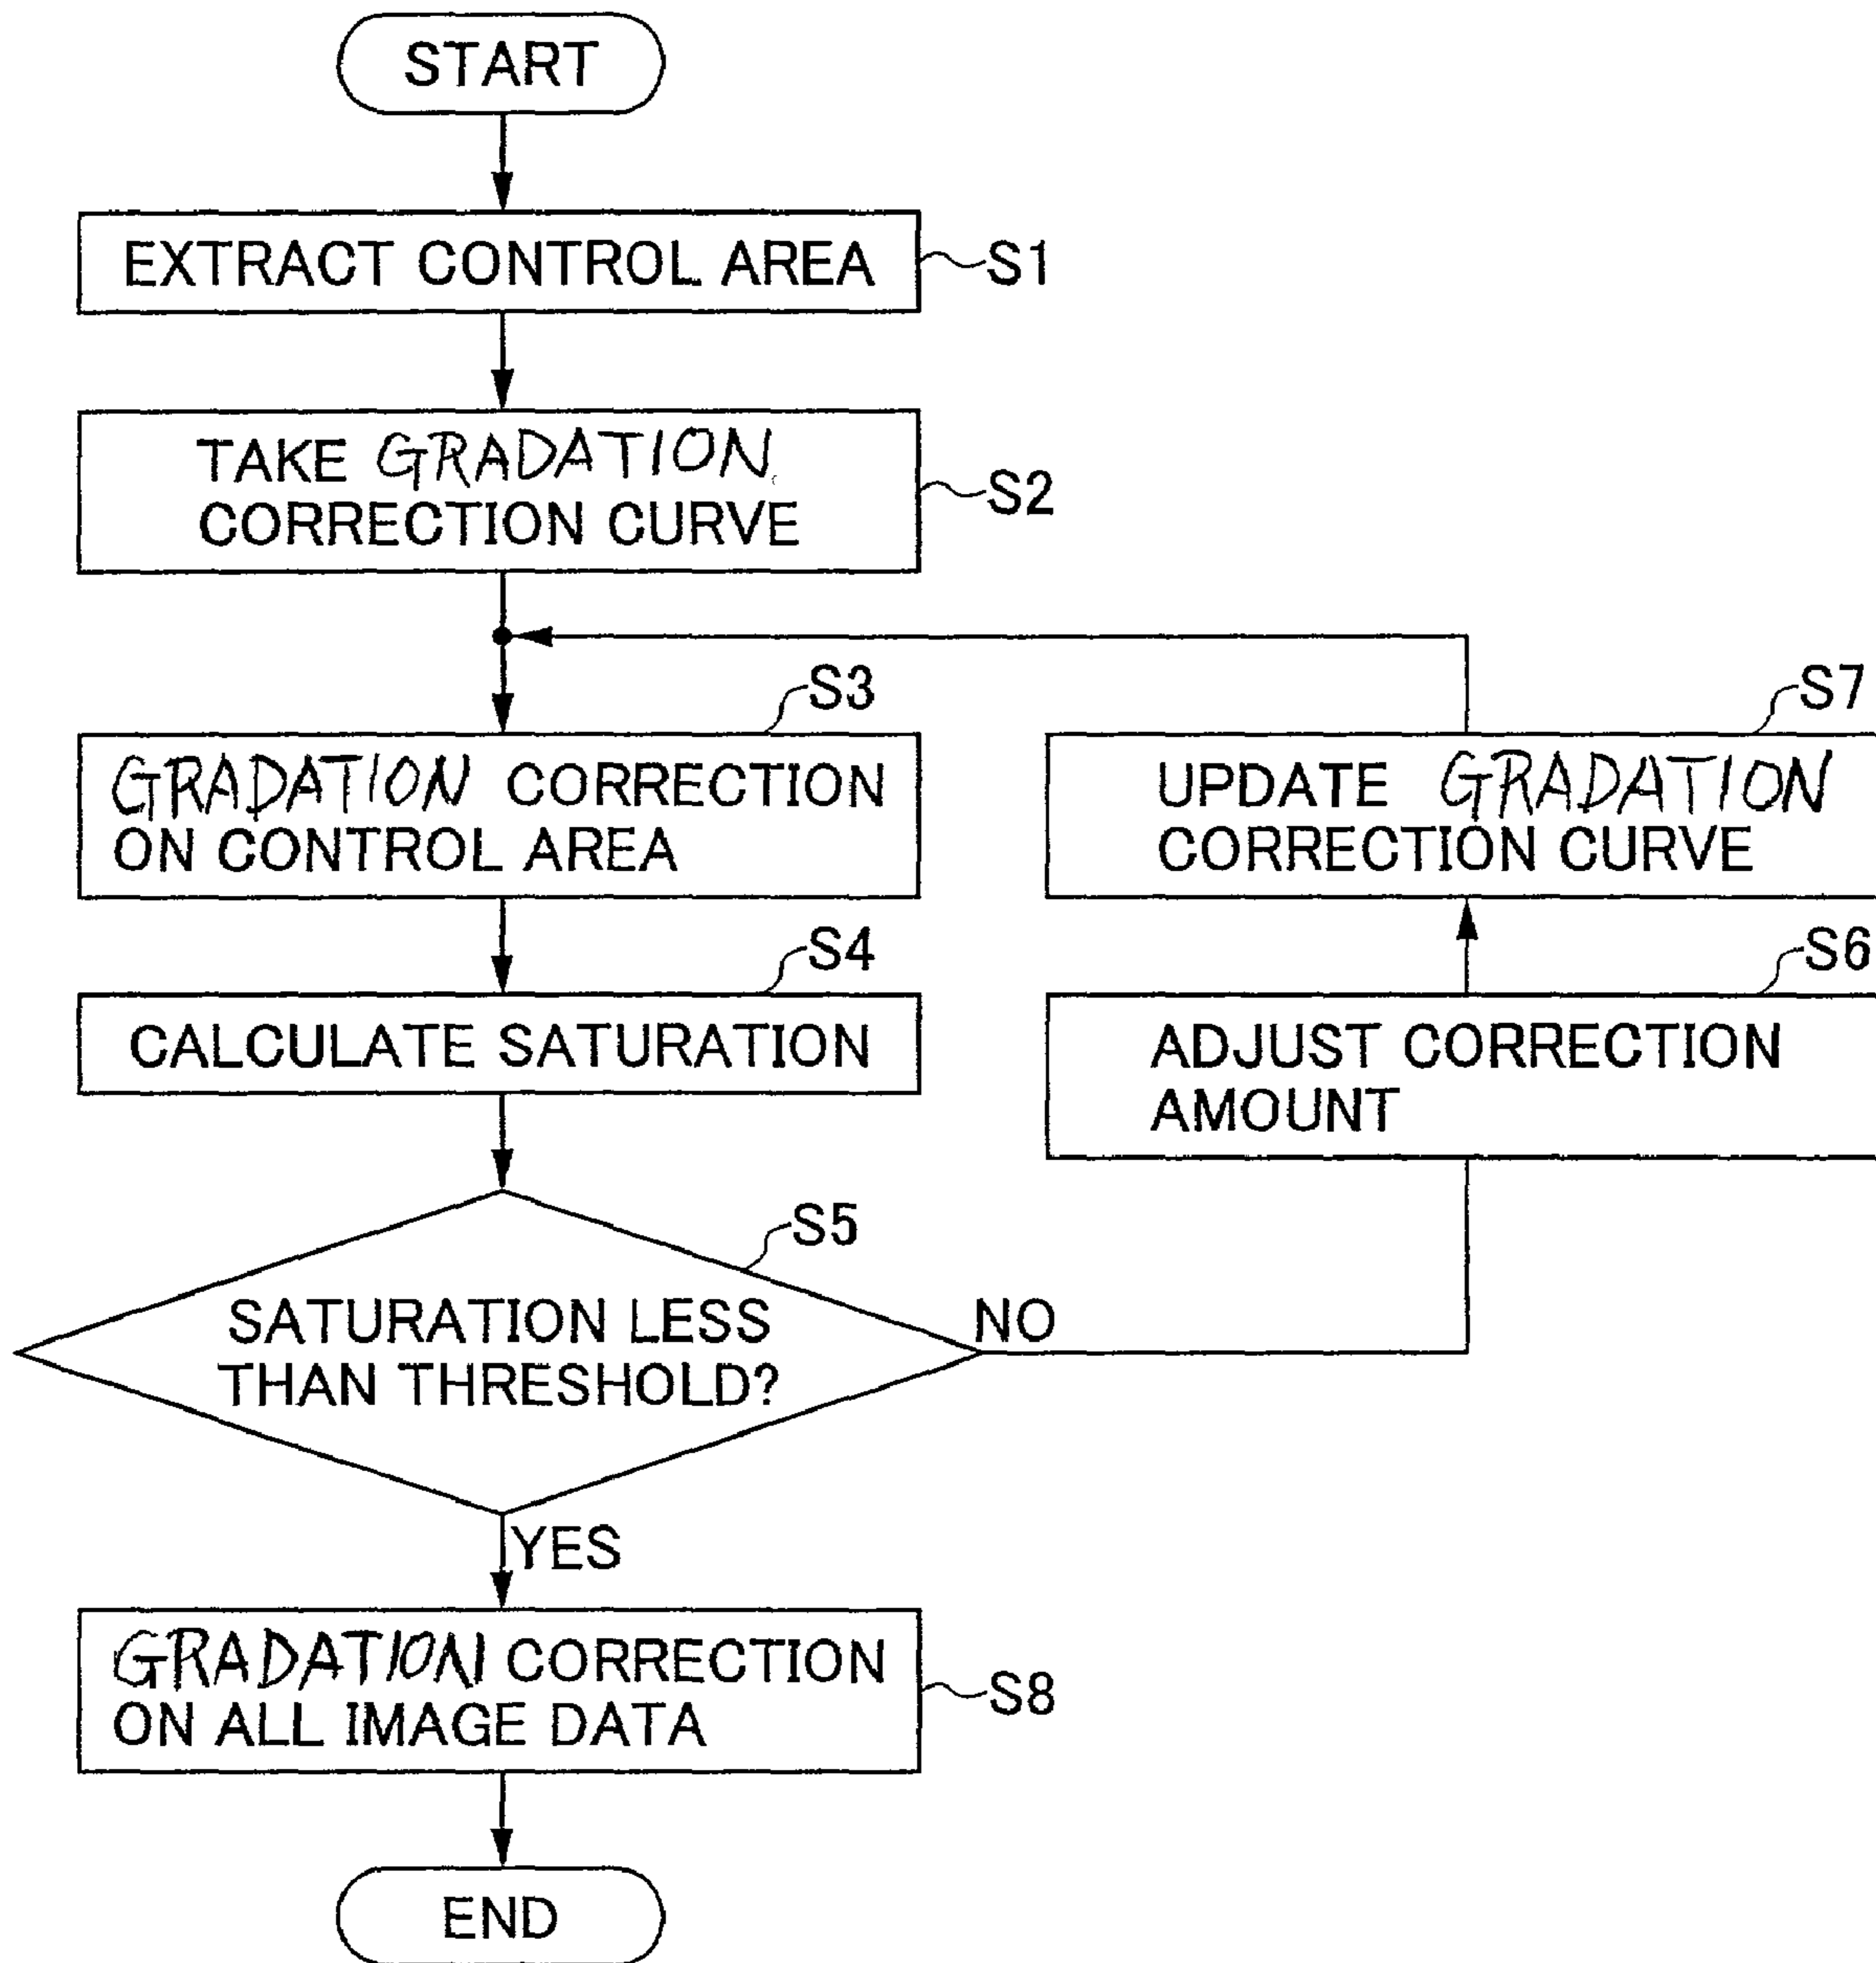 START
EXTRACT CONTROL AREA
S1
TAKE GRADATION
CORRECTION CURVE
S2
S3
GRADATION CORRECTION
ON CONTROL AREA
S7
UPDATE GRADATION
CORRECTION CURVE
S4
CALCULATE SATURATION
S6
ADJUST CORRECTION
AMOUNT
S5
SATURATION LESS
THAN THRESHOLD?
NO
YES
GRADATION CORRECTION
ON ALL IMAGE DATA
S8
END